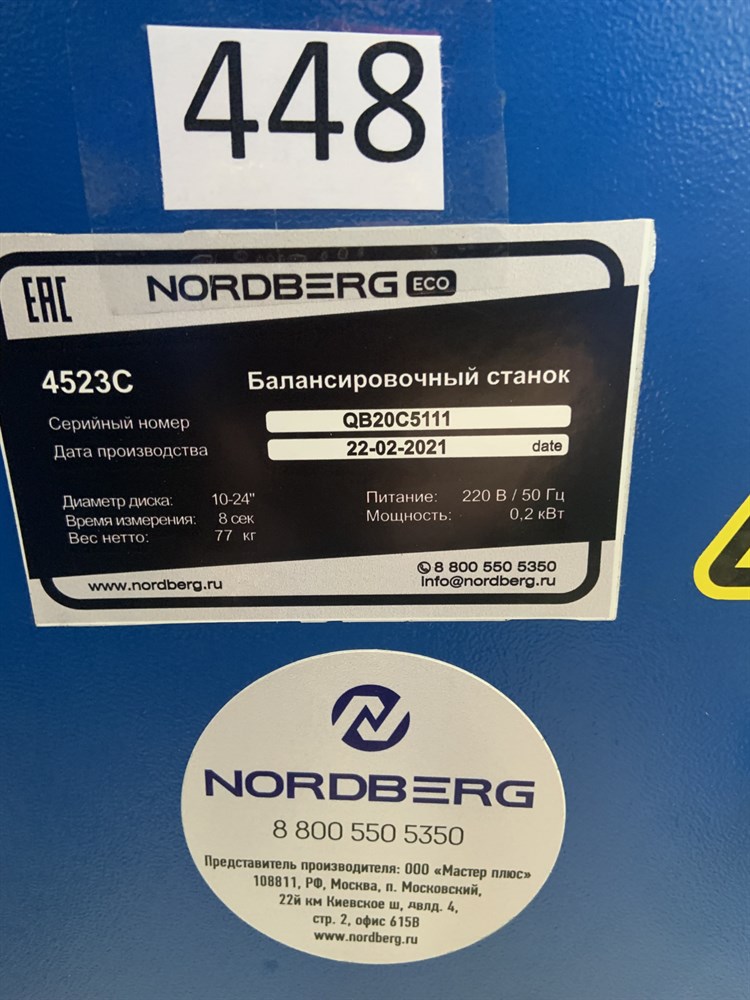 448
EAC
NORDBERG ECO
4523C Балансировочный станок
Серийный номер QB20C5111
Дата производства 22-02-2021 date
Диаметр диска: 10-24" Питание: 220 В / 50 Гц
Время измерения: 8 сек Мощность: 0,2 кВт
Вес нетто: 77 кг
www.nordberg.ru 8 800 550 5350
info@nordberg.ru
NORDBERG
8 800 550 5350
Представитель производителя: ООО «Мастер плюс»
108811, РФ, Москва, п. Московский,
22й км Киевское ш, двлд. 4,
стр. 2, офис 615В
www.nordberg.ru